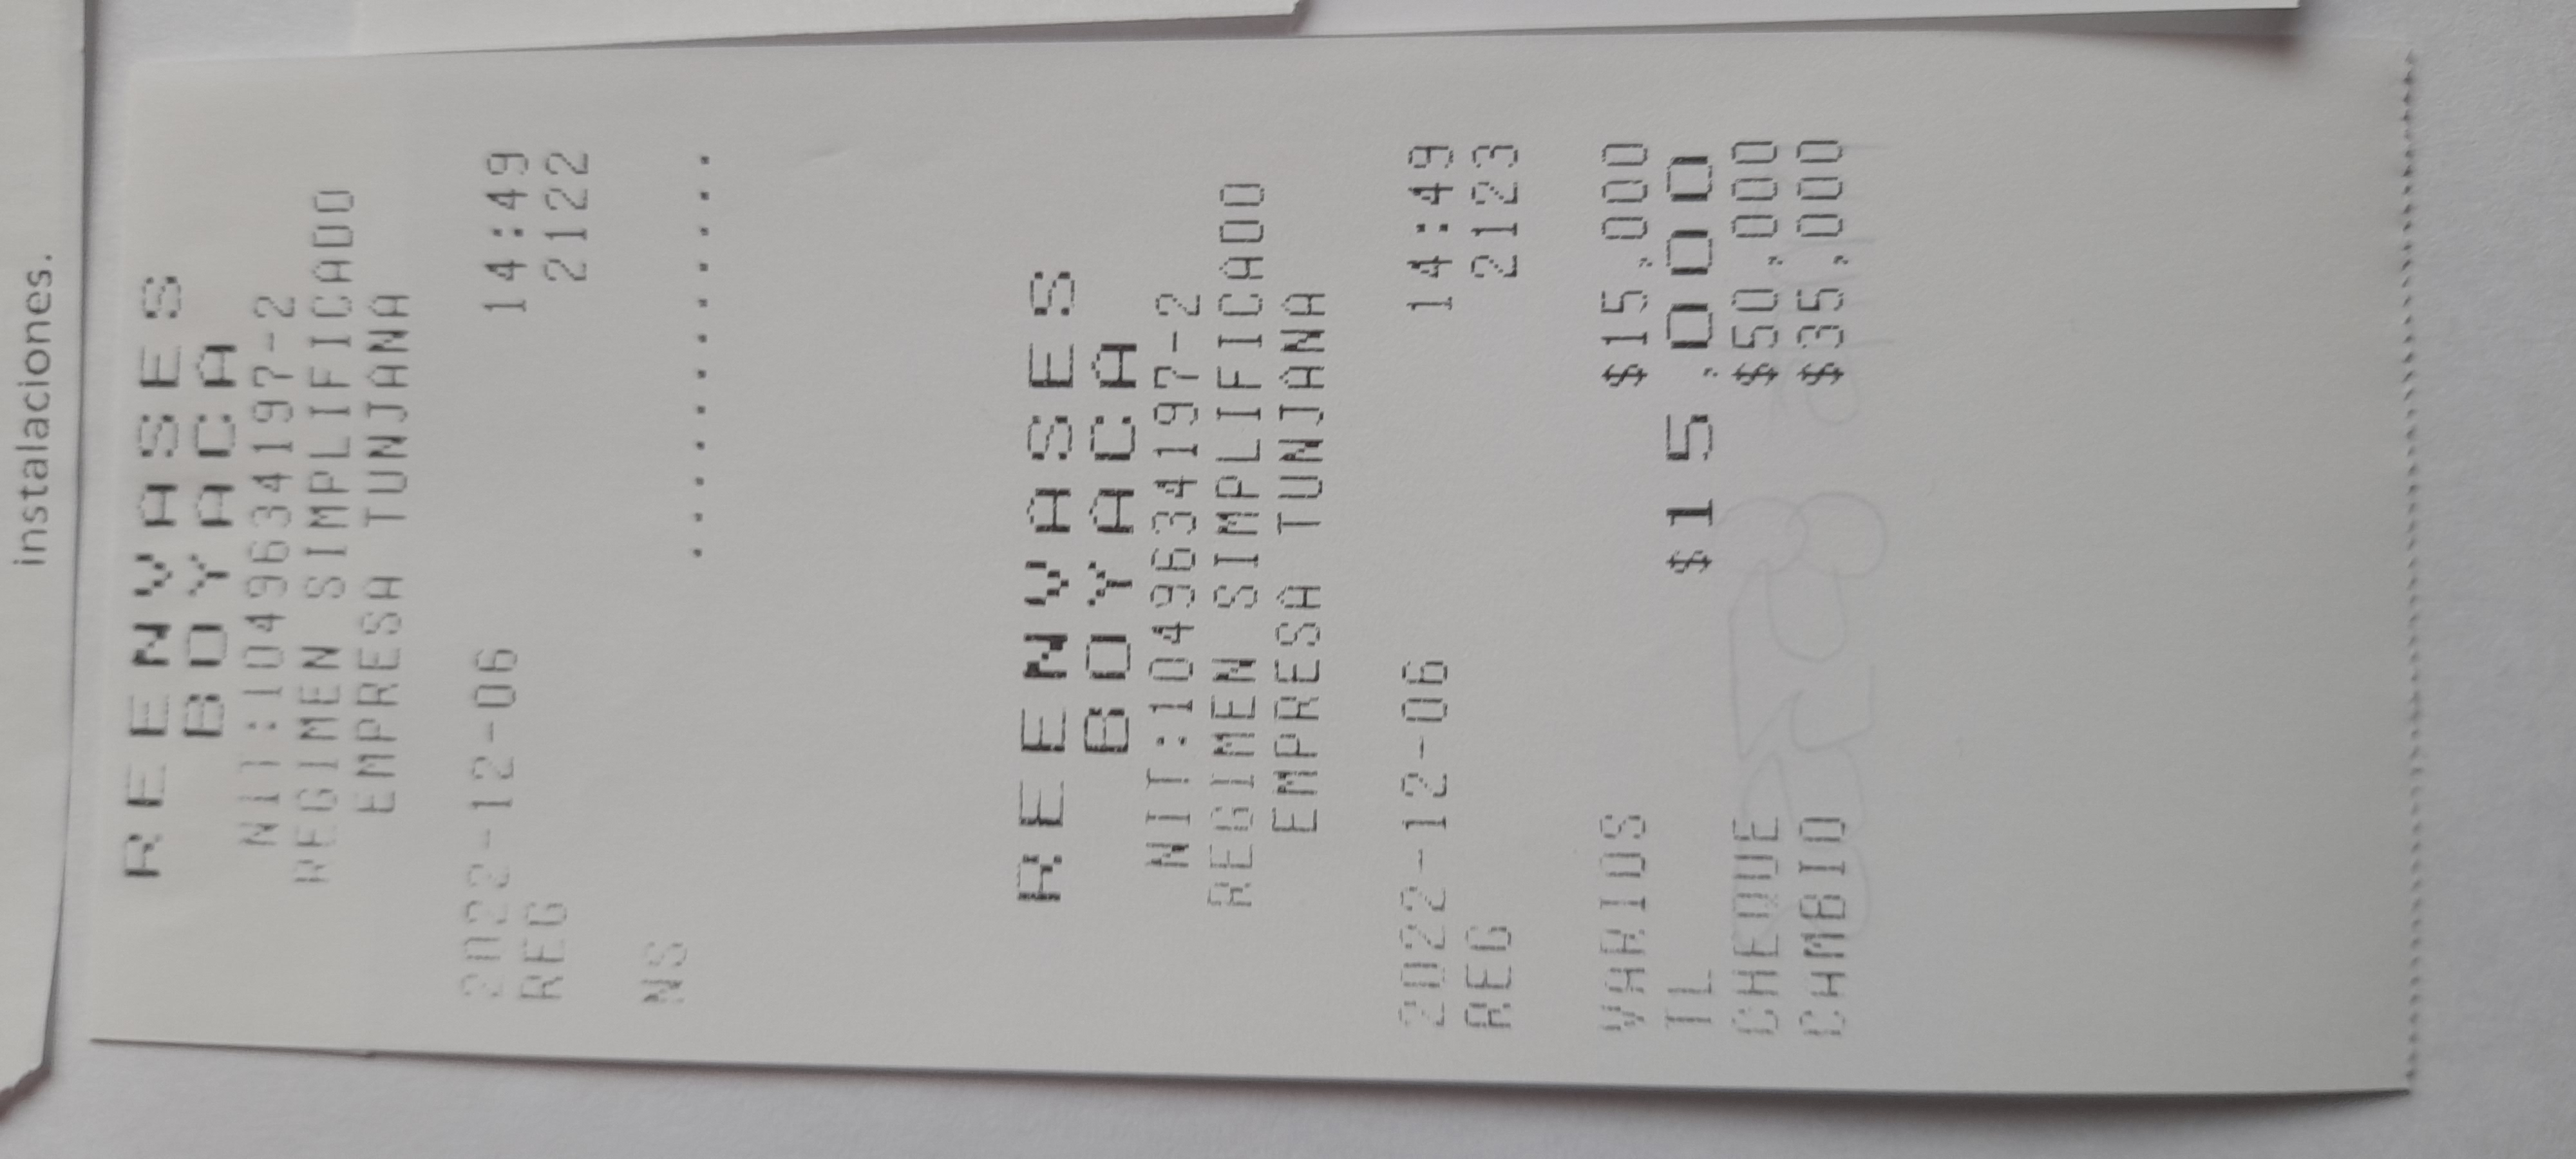 instalaciones.
REENVASES
BOYACA
NIT:1049634197-2
REGIMEN SIMPLIFICADO
EMPRESA TUNJANA
2022-12-06 14:49
REG 2122
NS ............
REENVASES
BOYACA
NIT:1049634197-2
REGIMEN SIMPLIFICADO
EMPRESA TUNJANA
2022-12-06 14:49
REG 2123
VARIOS $15,000
TL $15,000
CHEQUE $50,000
CAMBIO $35,000